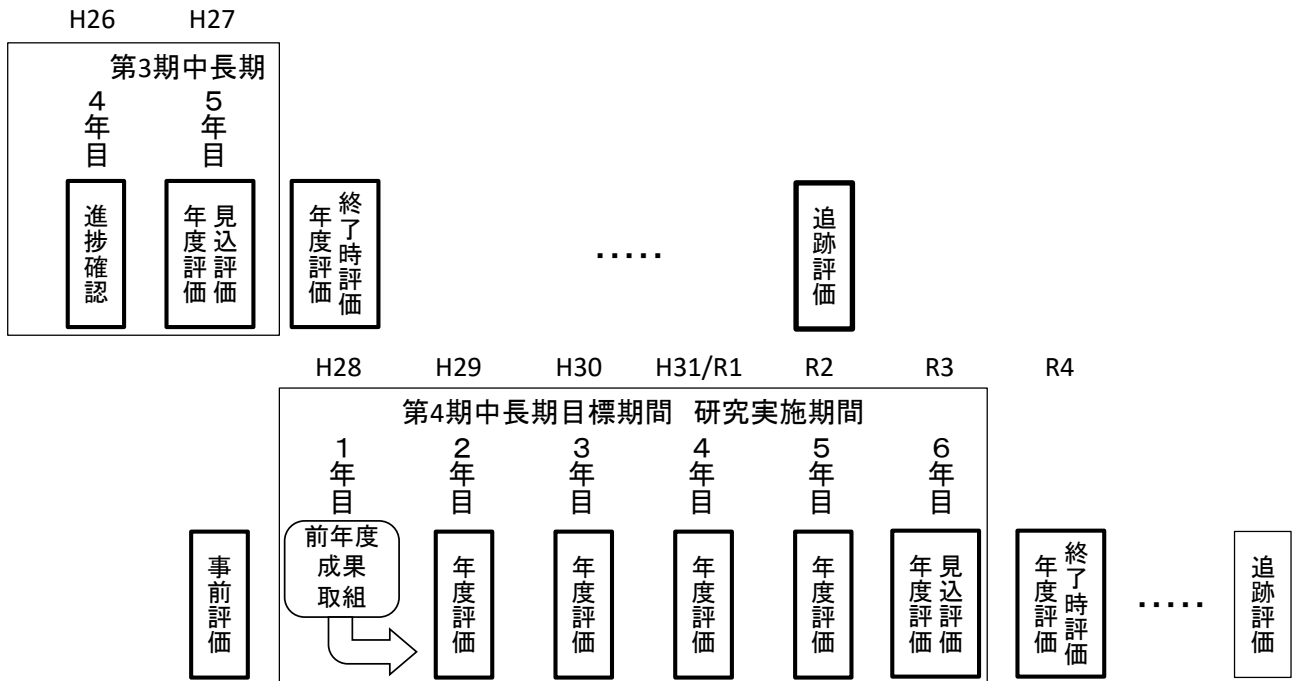 H26 H27
第3期中長期
4年目 5年目
進捗確認
見込評価
年度評価
終了時評価
年度評価
.....
追跡評価
H28 H29 H30 H31/R1 R2 R3 R4
第4期中長期目標期間 研究実施期間
1年目 2年目 3年目 4年目 5年目 6年目
事前評価
前年度
成果
取組
年度評価
年度評価
年度評価
年度評価
見込評価
年度評価
終了時評価
年度評価
.....
追跡評価